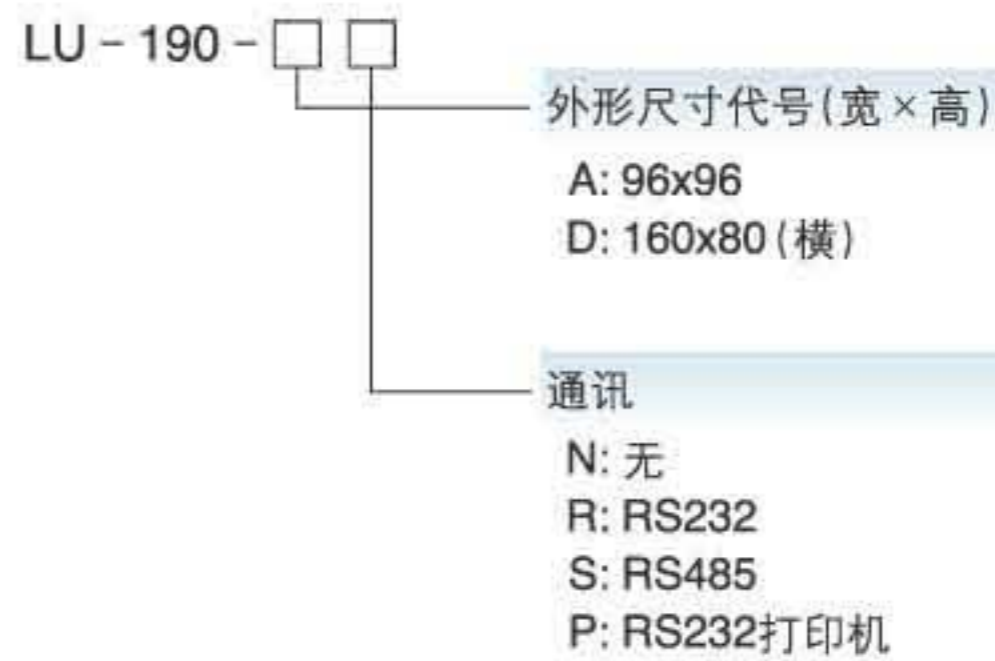 LU-190-□ □
外形尺寸代号(宽×高)
A: 96x96
D: 160x80(横)
通讯
N: 无
R: RS232
S: RS485
P: RS232打印机